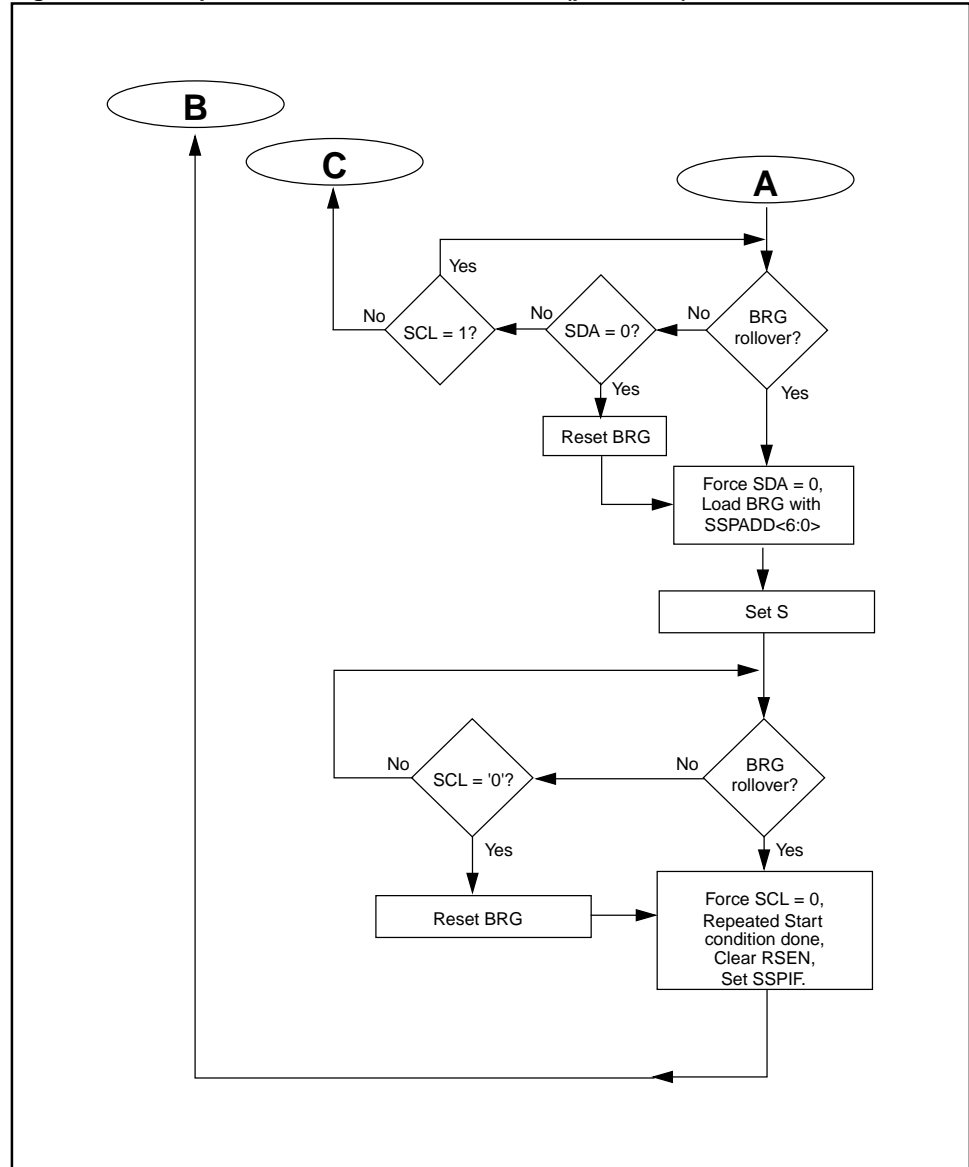 B
C
A
Yes
No
SCL = 1?
No
SDA = 0?
No
BRG
rollover?
Yes
Yes
Reset BRG
Force SDA = 0,
Load BRG with
SSPADD<6:0>
Set S
No
SCL = '0'?
No
BRG
rollover?
Yes
Yes
Reset BRG
Force SCL = 0,
Repeated Start
condition done,
Clear RSEN,
Set SSPIF.